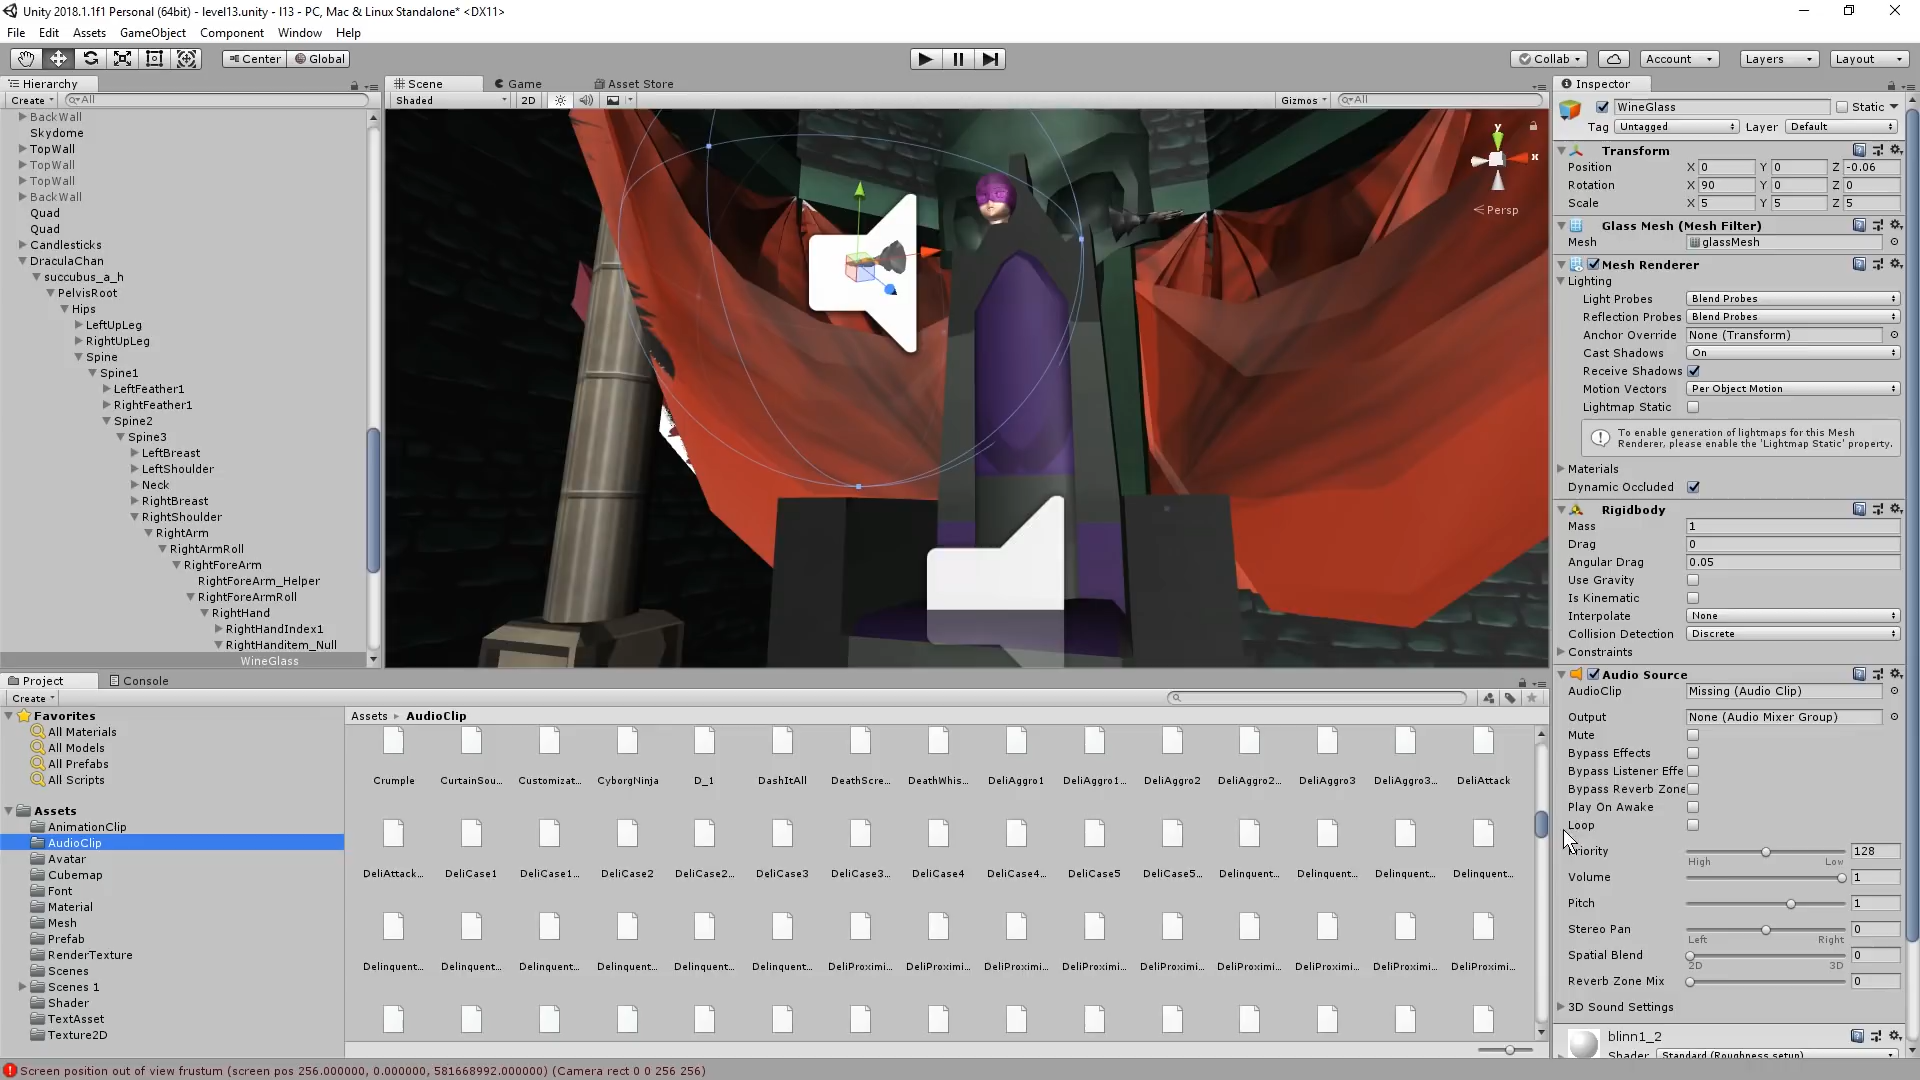 Unity 2018.1.1f1 Personal (64bit) - level13.unity - l13 - PC, Mac & Linux Standalone* <DX11>
File Edit Assets GameObject Component Window Help
Center Global
Collab Account Layers Layout
Hierarchy
Create All
BackWall
Skydome
TopWall
TopWall
TopWall
BackWall
Quad
Quad
Candlesticks
DraculaChan
succubus_a_h
PelvisRoot
Hips
LeftUpLeg
RightUpLeg
Spine
Spine1
LeftFeather1
RightFeather1
Spine2
Spine3
LeftBreast
LeftShoulder
Neck
RightBreast
RightShoulder
RightArm
RightArmRoll
RightForeArm
RightForeArm_Helper
RightForeArmRoll
RightHand
RightHandIndex1
RightHanditem_Null
WineGlass
Scene Game Asset Store
Shaded 2D Gizmos All
y
x
Persp
Inspector
WineGlass Static
Tag Untagged Layer Default
Transform
Position X 0 Y 0 Z -0.06
Rotation X 90 Y 0 Z 0
Scale X 5 Y 5 Z 5
Glass Mesh (Mesh Filter)
Mesh glassMesh
Mesh Renderer
Lighting
Light Probes Blend Probes
Reflection Probes Blend Probes
Anchor Override None (Transform)
Cast Shadows On
Receive Shadows
Motion Vectors Per Object Motion
Lightmap Static
To enable generation of lightmaps for this Mesh
Renderer, please enable the 'Lightmap Static' property.
Materials
Dynamic Occluded
Rigidbody
Mass 1
Drag 0
Angular Drag 0.05
Use Gravity
Is Kinematic
Interpolate None
Collision Detection Discrete
Constraints
Audio Source
AudioClip Missing (Audio Clip)
Output None (Audio Mixer Group)
Mute
Bypass Effects
Bypass Listener Effe
Bypass Reverb Zone
Play On Awake
Loop
Priority 128
High Low
Volume 1
Pitch 1
Stereo Pan 0
Left Right
Spatial Blend 0
2D 3D
Reverb Zone Mix 0
3D Sound Settings
blinn1_2
Shader Standard (Roughness setup)
Project Console
Create
Favorites
All Materials
All Models
All Prefabs
All Scripts
Assets
AnimationClip
AudioClip
Avatar
Cubemap
Font
Material
Mesh
Prefab
RenderTexture
Scenes
Scenes 1
Shader
TextAsset
Texture2D
Assets AudioClip
Crumple CurtainSou... Customizat... CyborgNinja D_1 DashItAll DeathScre... DeathWhis... DeliAggro1 DeliAggro1... DeliAggro2 DeliAggro2... DeliAggro3 DeliAggro3... DeliAttack
DeliAttack... DeliCase1 DeliCase1... DeliCase2 DeliCase2... DeliCase3 DeliCase3... DeliCase4 DeliCase4... DeliCase5 DeliCase5... Delinquent... Delinquent... Delinquent... Delinquent...
Delinquent... Delinquent... Delinquent... Delinquent... Delinquent... Delinquent... DeliProximi... DeliProximi... DeliProximi... DeliProximi... DeliProximi... DeliProximi... DeliProximi... DeliProximi... DeliProximi...
Screen position out of view frustum (screen pos 256.000000, 0.000000, 581668992.000000) (Camera rect 0 0 256 256)